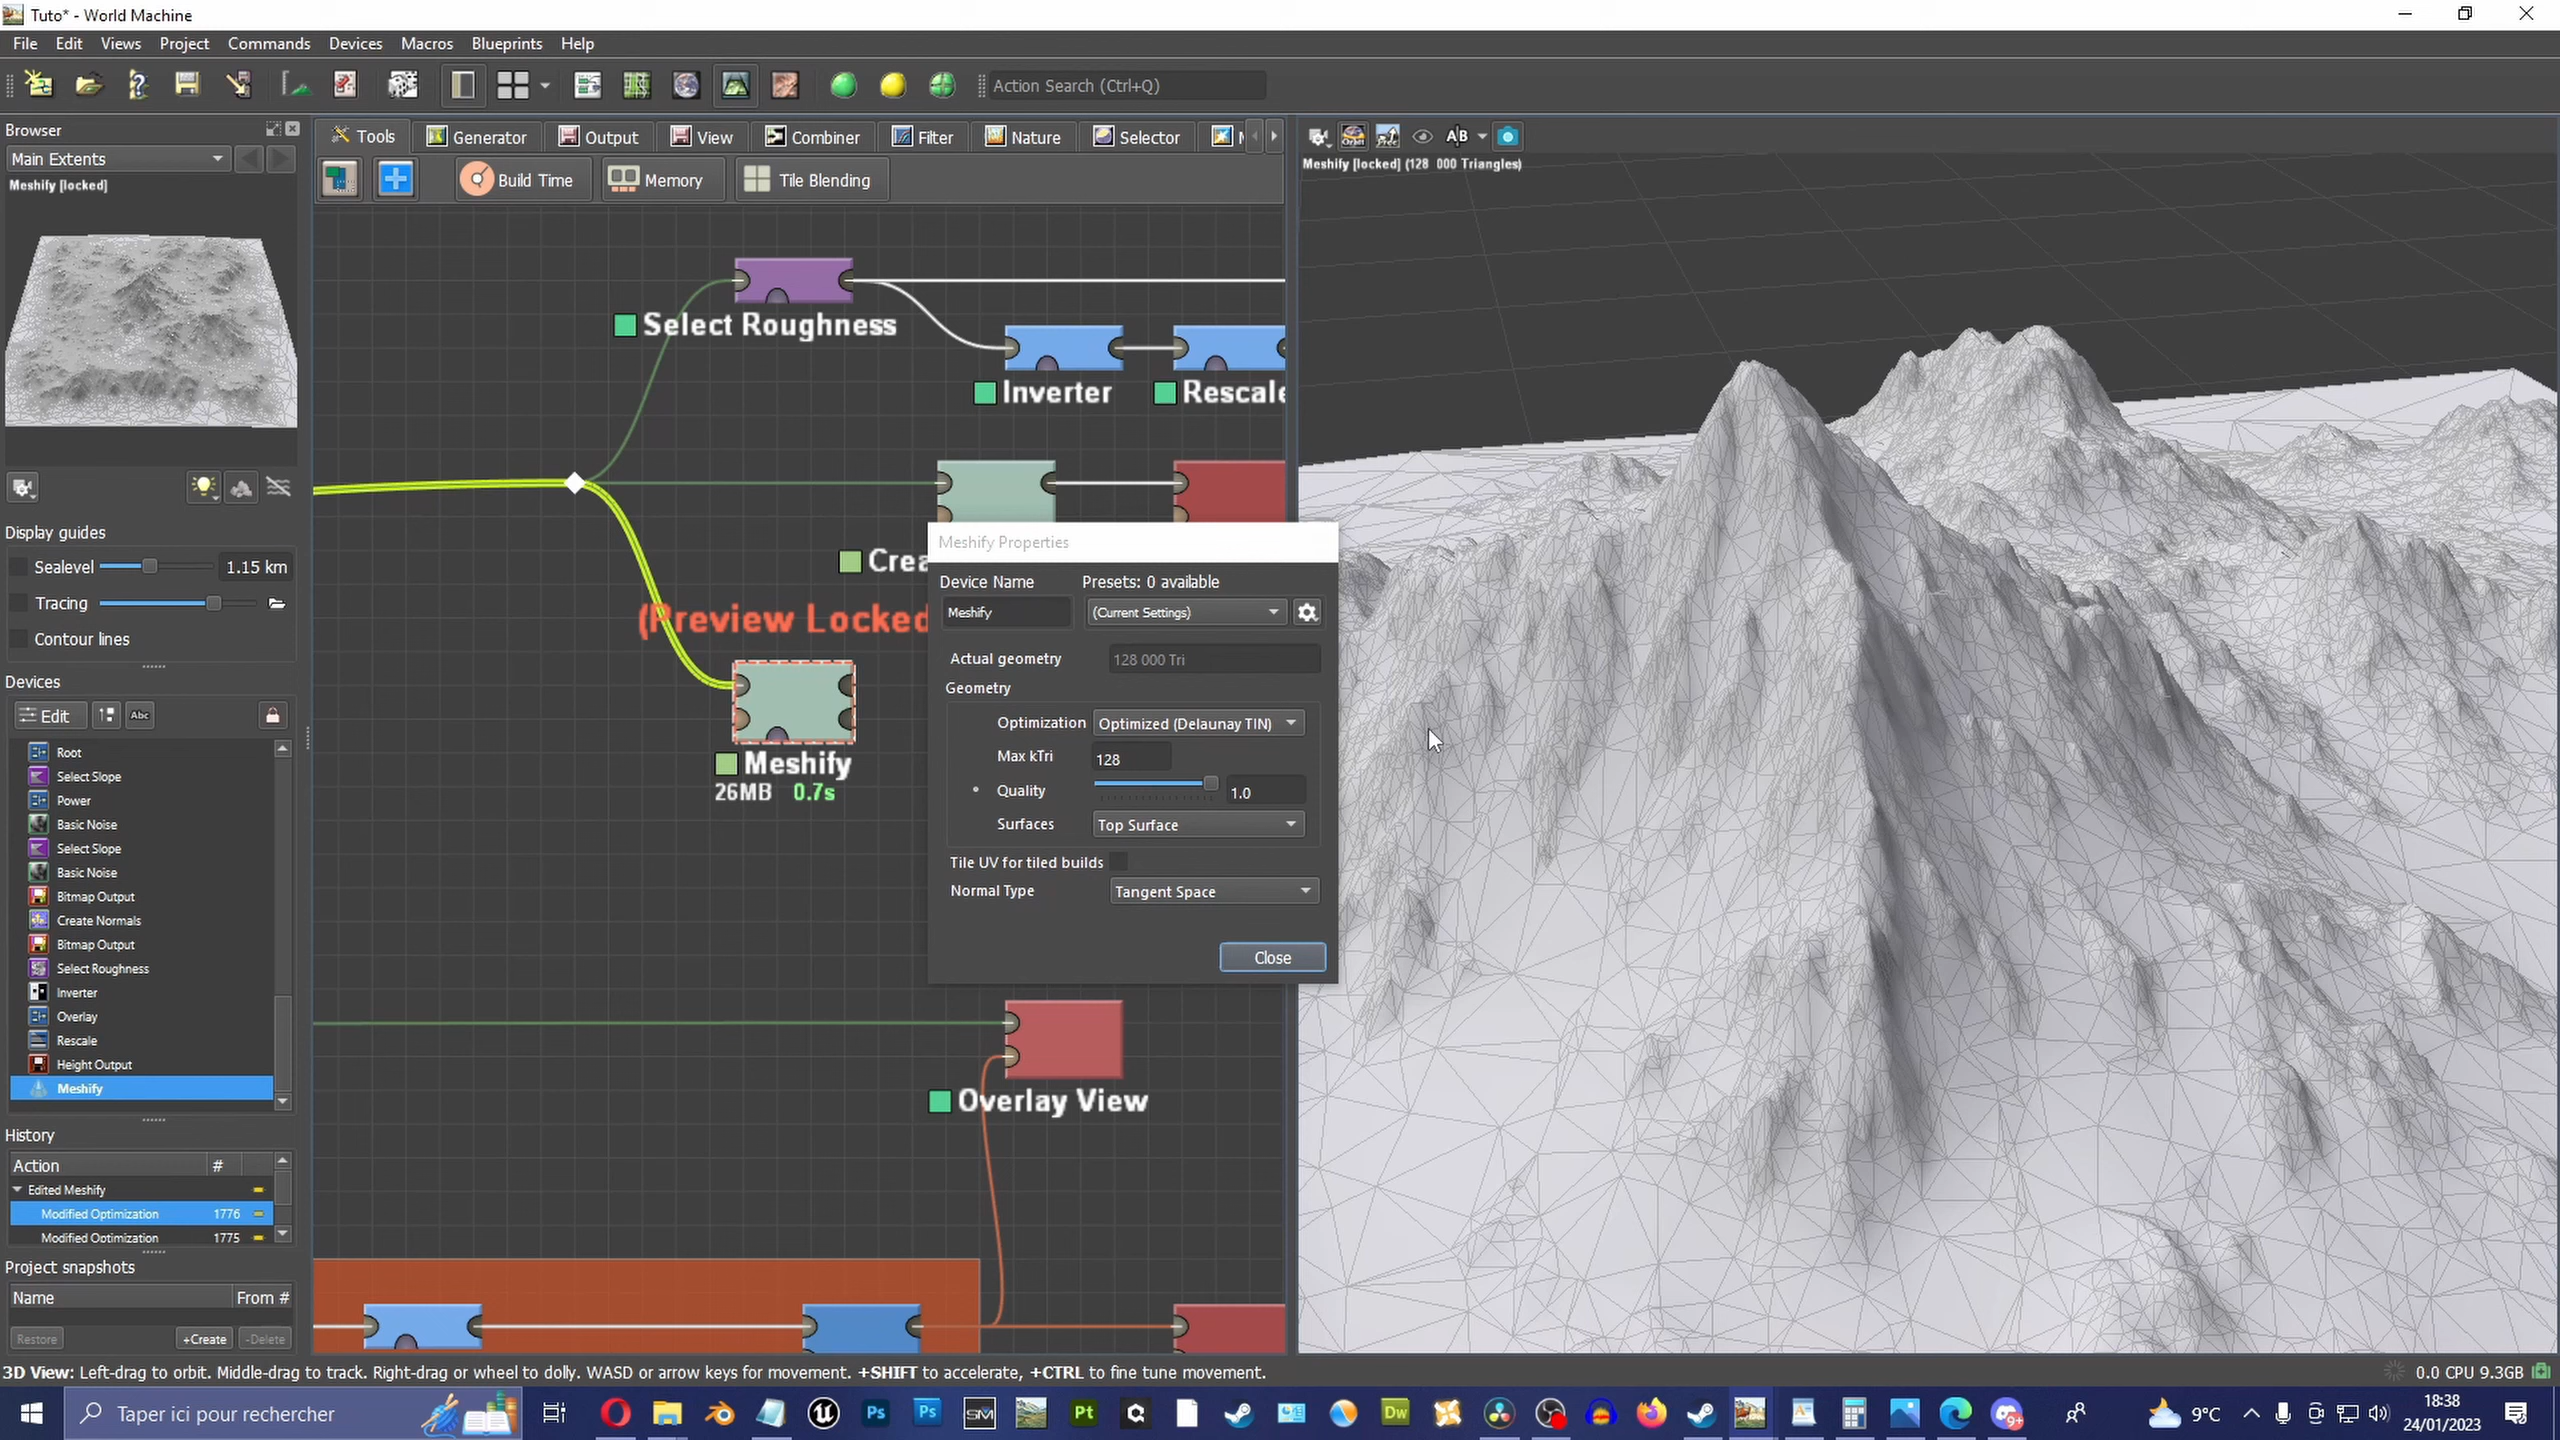 Tuto* - World Machine
File Edit Views Project Commands Devices Macros Blueprints Help
Action Search (Ctrl+Q)
Browser
Main Extents
Meshify [locked]
Tools Generator Output View Combiner Filter Nature Selector
Build Time Memory Tile Blending
A|B
Meshify [locked] (128 000 Triangles)
Display guides
Sealevel 1.15 km
Tracing
Contour lines
Devices
Edit Abc
Root
Select Slope
Power
Basic Noise
Select Slope
Basic Noise
Bitmap Output
Create Normals
Bitmap Output
Select Roughness
Inverter
Overlay
Rescale
Height Output
Meshify
History
Action #
Edited Meshify
Modified Optimization 1776
Modified Optimization 1775
Project snapshots
Name From #
Restore +Create -Delete
Select Roughness
Inverter
Rescale
Crea
(Preview Locked
Meshify
26MB 0.7s
Overlay View
Meshify Properties
Device Name Presets: 0 available
Meshify (Current Settings)
Actual geometry 128 000 Tri
Geometry
Optimization Optimized (Delaunay TIN)
Max kTri 128
Quality 1.0
Surfaces Top Surface
Tile UV for tiled builds
Normal Type Tangent Space
Close
3D View: Left-drag to orbit. Middle-drag to track. Right-drag or wheel to dolly. WASD or arrow keys for movement. +SHIFT to accelerate, +CTRL to fine tune movement.
0.0 CPU 9.3GB
Taper ici pour rechercher
Ps Ps SM Pt Dw
9+
9°C
18:38
24/01/2023